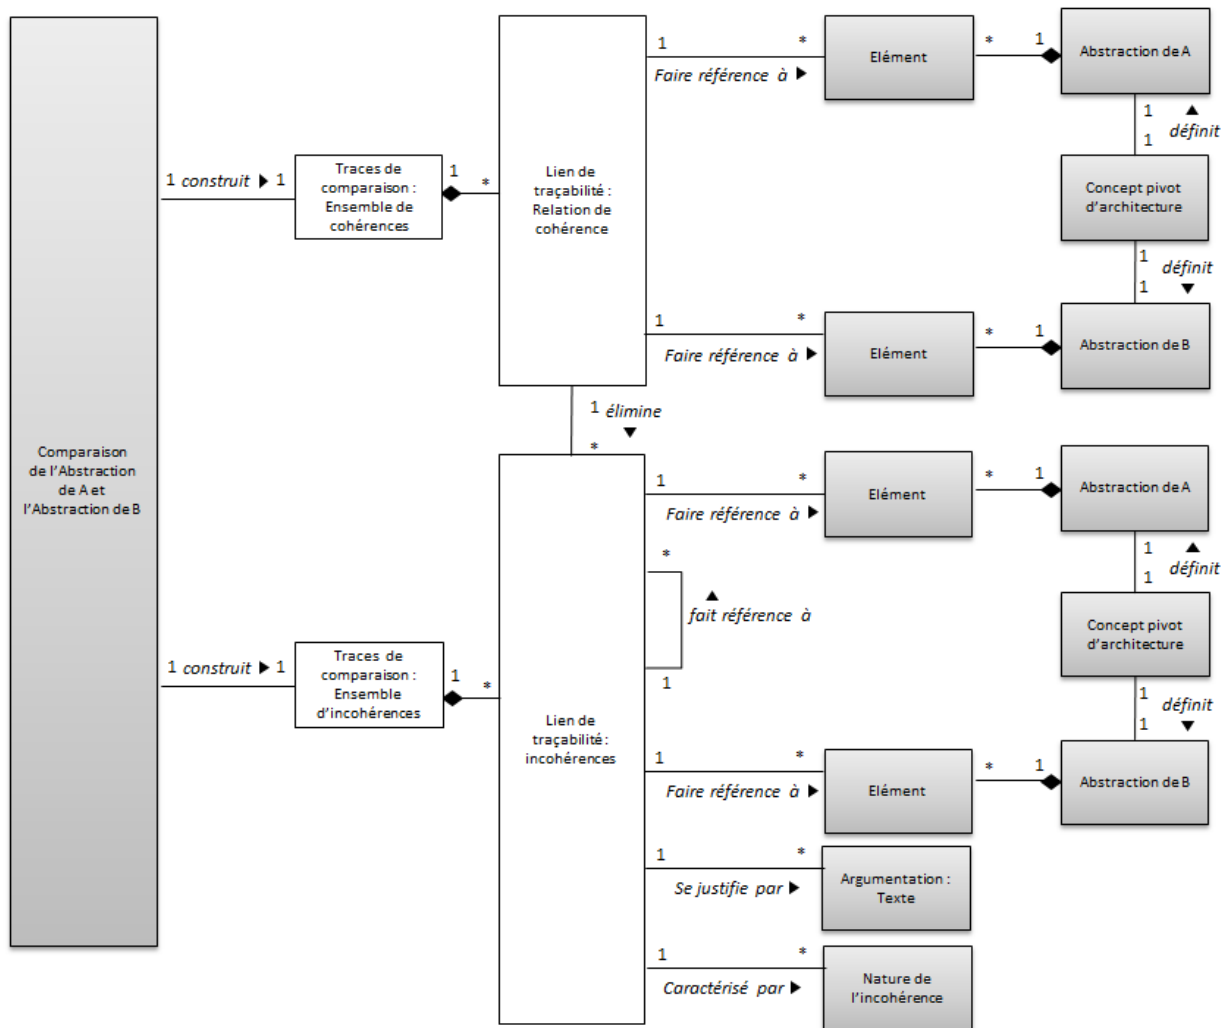 1
*
Elément
*
1
Abstraction de A
Faire référence à ▶
1
▲
définit
1
Concept pivot
d'architecture
1
définit
1
▼
1 construit ▶ 1
Traces de
comparaison :
Ensemble de
cohérences
1
*
Lien de
traçabilité :
Relation de
cohérence
1
*
Faire référence à ▶
Elément
*
1
Abstraction de B
1 élimine
▼
*
Comparaison
de l'Abstraction
de A et
l'Abstraction de B
1
*
Faire référence à ▶
Elément
*
1
Abstraction de A
1
▲
définit
1
Concept pivot
d'architecture
1
définit
1
▼
*
▲
fait référence à
1
1 construit ▶ 1
Traces de
comparaison :
Ensemble
d'incohérences
1
*
Lien de
traçabilité :
incohérences
1
*
Faire référence à ▶
Elément
*
1
Abstraction de B
1
*
Se justifie par ▶
Argumentation :
Texte
1
*
Caractérisé par ▶
Nature de
l'incohérence